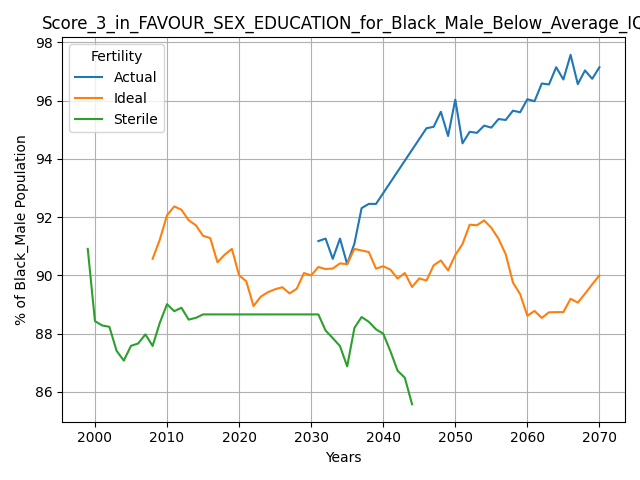 Score_3_in_FAVOUR_SEX_EDUCATION_for_Black_Male_Below_Average_IQ
98
96
94
92
90
88
86
% of Black_Male Population
Fertility
Actual
Ideal
Sterile
2000 2010 2020 2030 2040 2050 2060 2070
Years